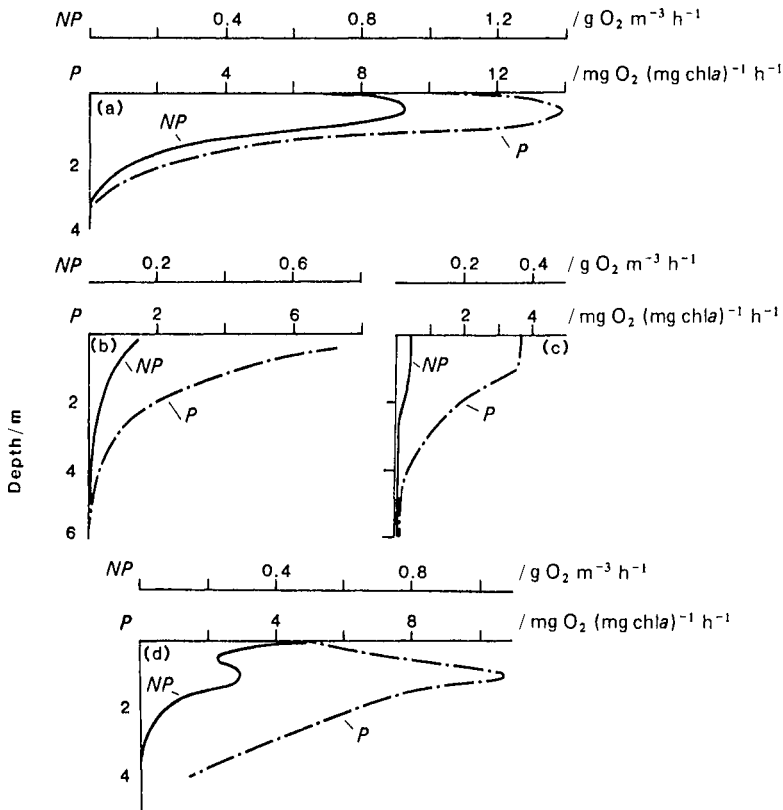 NP 0.4 0.8 1.2 / g O₂ m⁻³ h⁻¹
P 4 8 12 / mg O₂ (mg chla)⁻¹ h⁻¹
(a)
NP
P
2
4
NP 0.2 0.6 / g O₂ m⁻³ h⁻¹
P 2 6
(b)
NP
P
2
4
6
Depth/m
0.2 0.4 / g O₂ m⁻³ h⁻¹
2 4 / mg O₂ (mg chla)⁻¹ h⁻¹
(c)
NP
P
NP 0.4 0.8 / g O₂ m⁻³ h⁻¹
P 4 8 / mg O₂ (mg chla)⁻¹ h⁻¹
(d)
NP
P
2
4